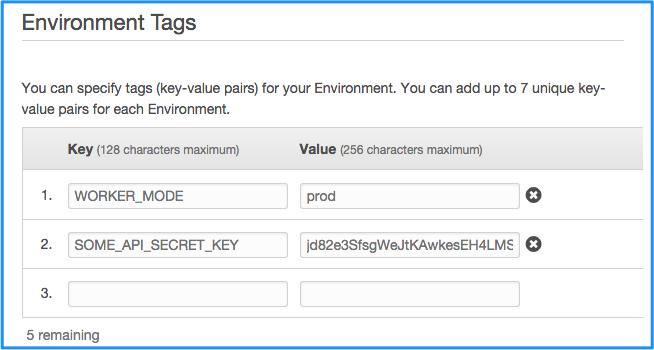 Environment Tags
You can specify tags (key-value pairs) for your Environment. You can add up to 7 unique key-
value pairs for each Environment.
Key (128 characters maximum) Value (256 characters maximum)
1. WORKER_MODE prod
2. SOME_API_SECRET_KEY jd82e3SfsgWeJtKAwkesEH4LMS
3.
5 remaining